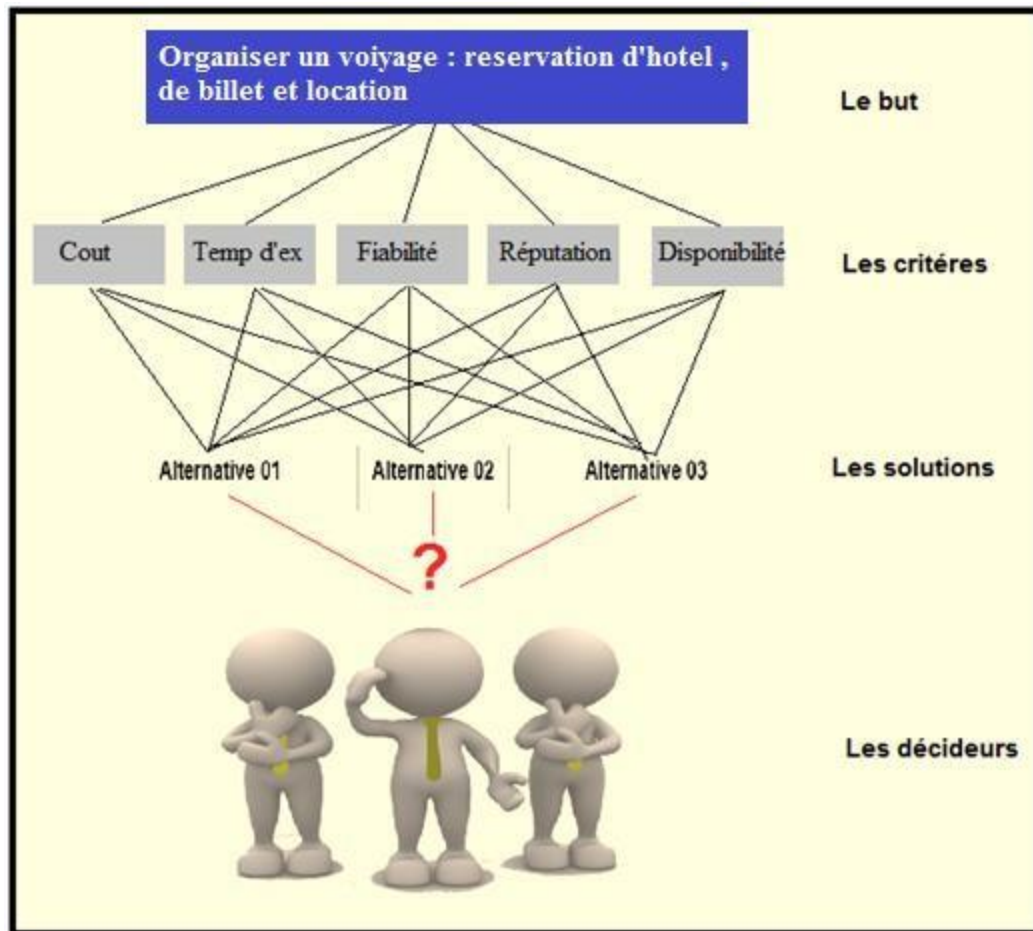 Organiser un voiyage : reservation d'hotel ,
de billet et location
Le but
Cout
Temp d'ex
Fiabilité
Réputation
Disponibilité
Les critéres
Alternative 01
Alternative 02
Alternative 03
Les solutions
?
Les décideurs